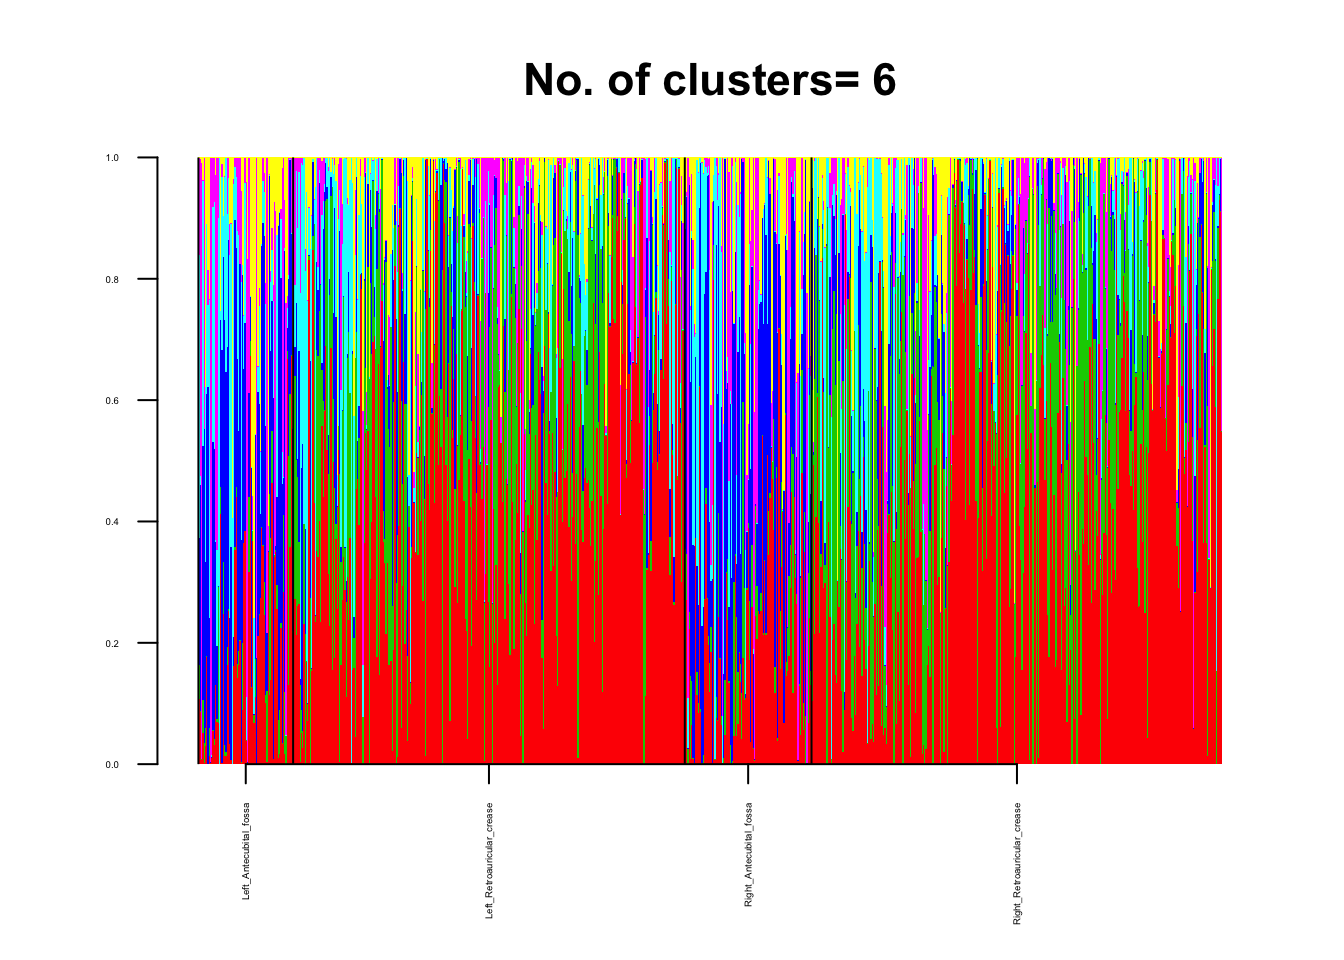 No. of clusters= 6
1.0
0.8
0.6
0.4
0.2
0.0
Left_Antecubital_fossa
Left_Retroauricular_crease
Right_Antecubital_fossa
Right_Retroauricular_crease